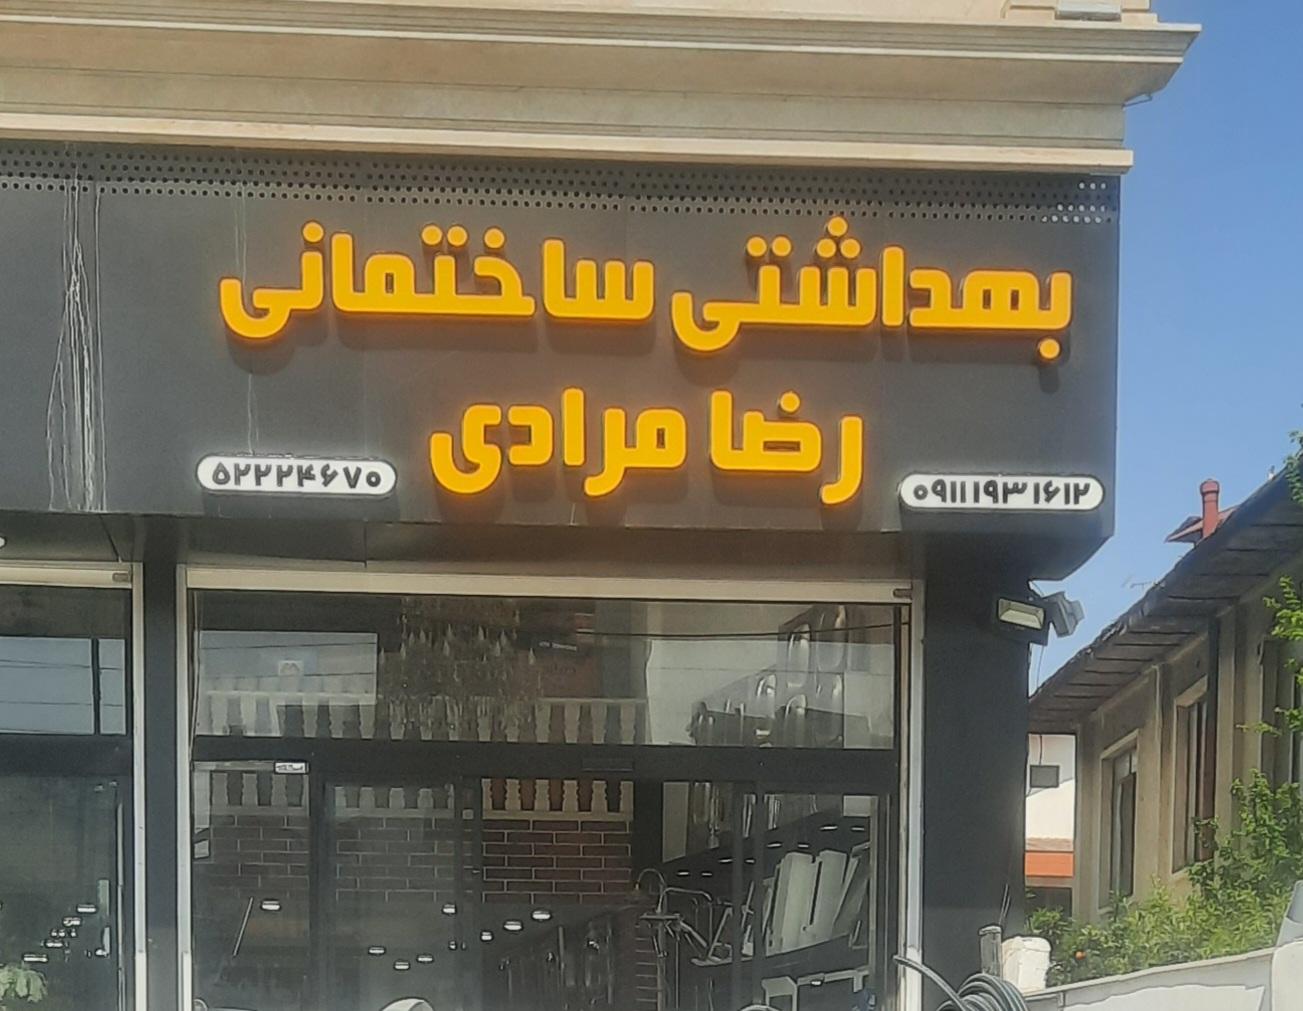 بهداشتی ساختمانی
رضا مرادی
۰۹۱۱۱۹۳۱۶۱۲
۵۲۲۲۴۶۷۰